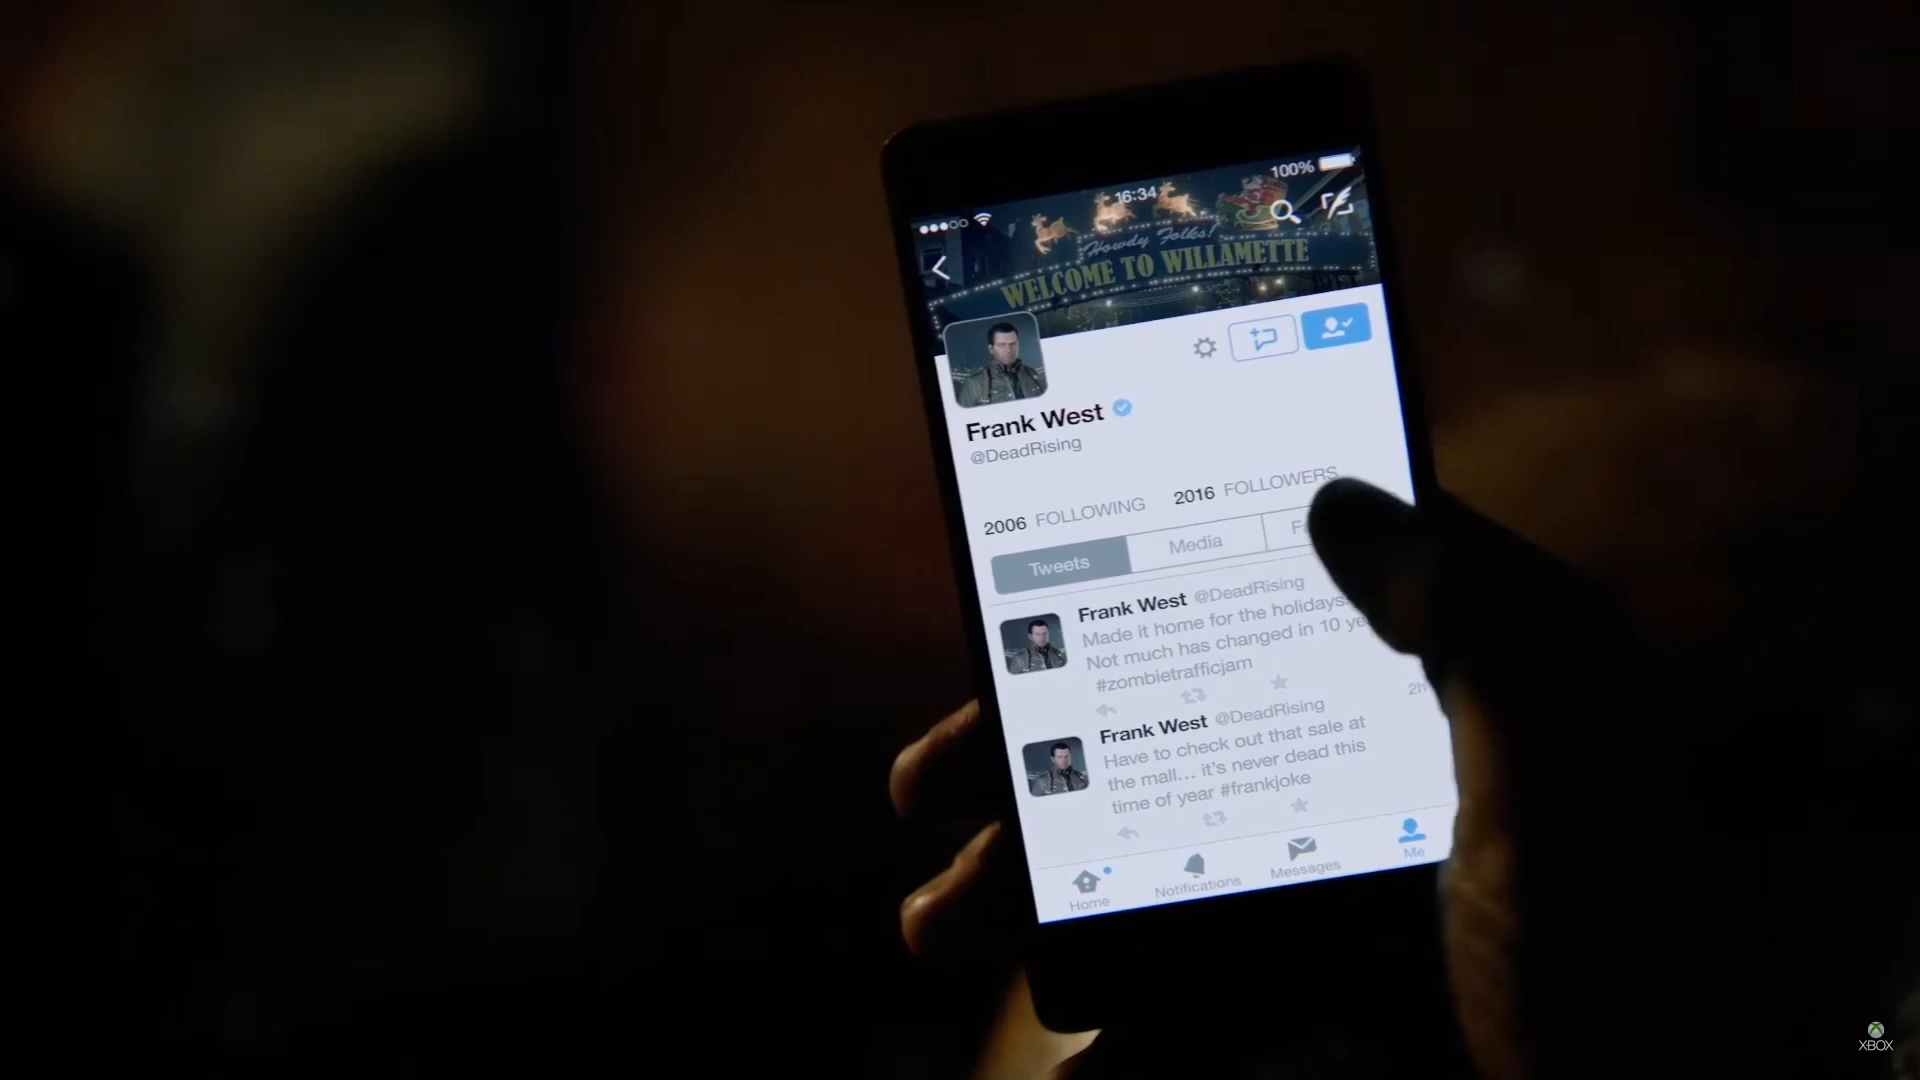 100%
16:34
Howdy Folks!
WELCOME TO WILLAMETTE
Frank West
@DeadRising
2006 FOLLOWING 2016 FOLLOWERS
Tweets Media
Frank West @DeadRising
Made it home for the holidays
Not much has changed in 10
#zombietrafficjam
2h
Frank West @DeadRising
Have to check out that sale at
the mall... it's never dead this
time of year #frankjoke
Home Notifications Messages Me
XBOX